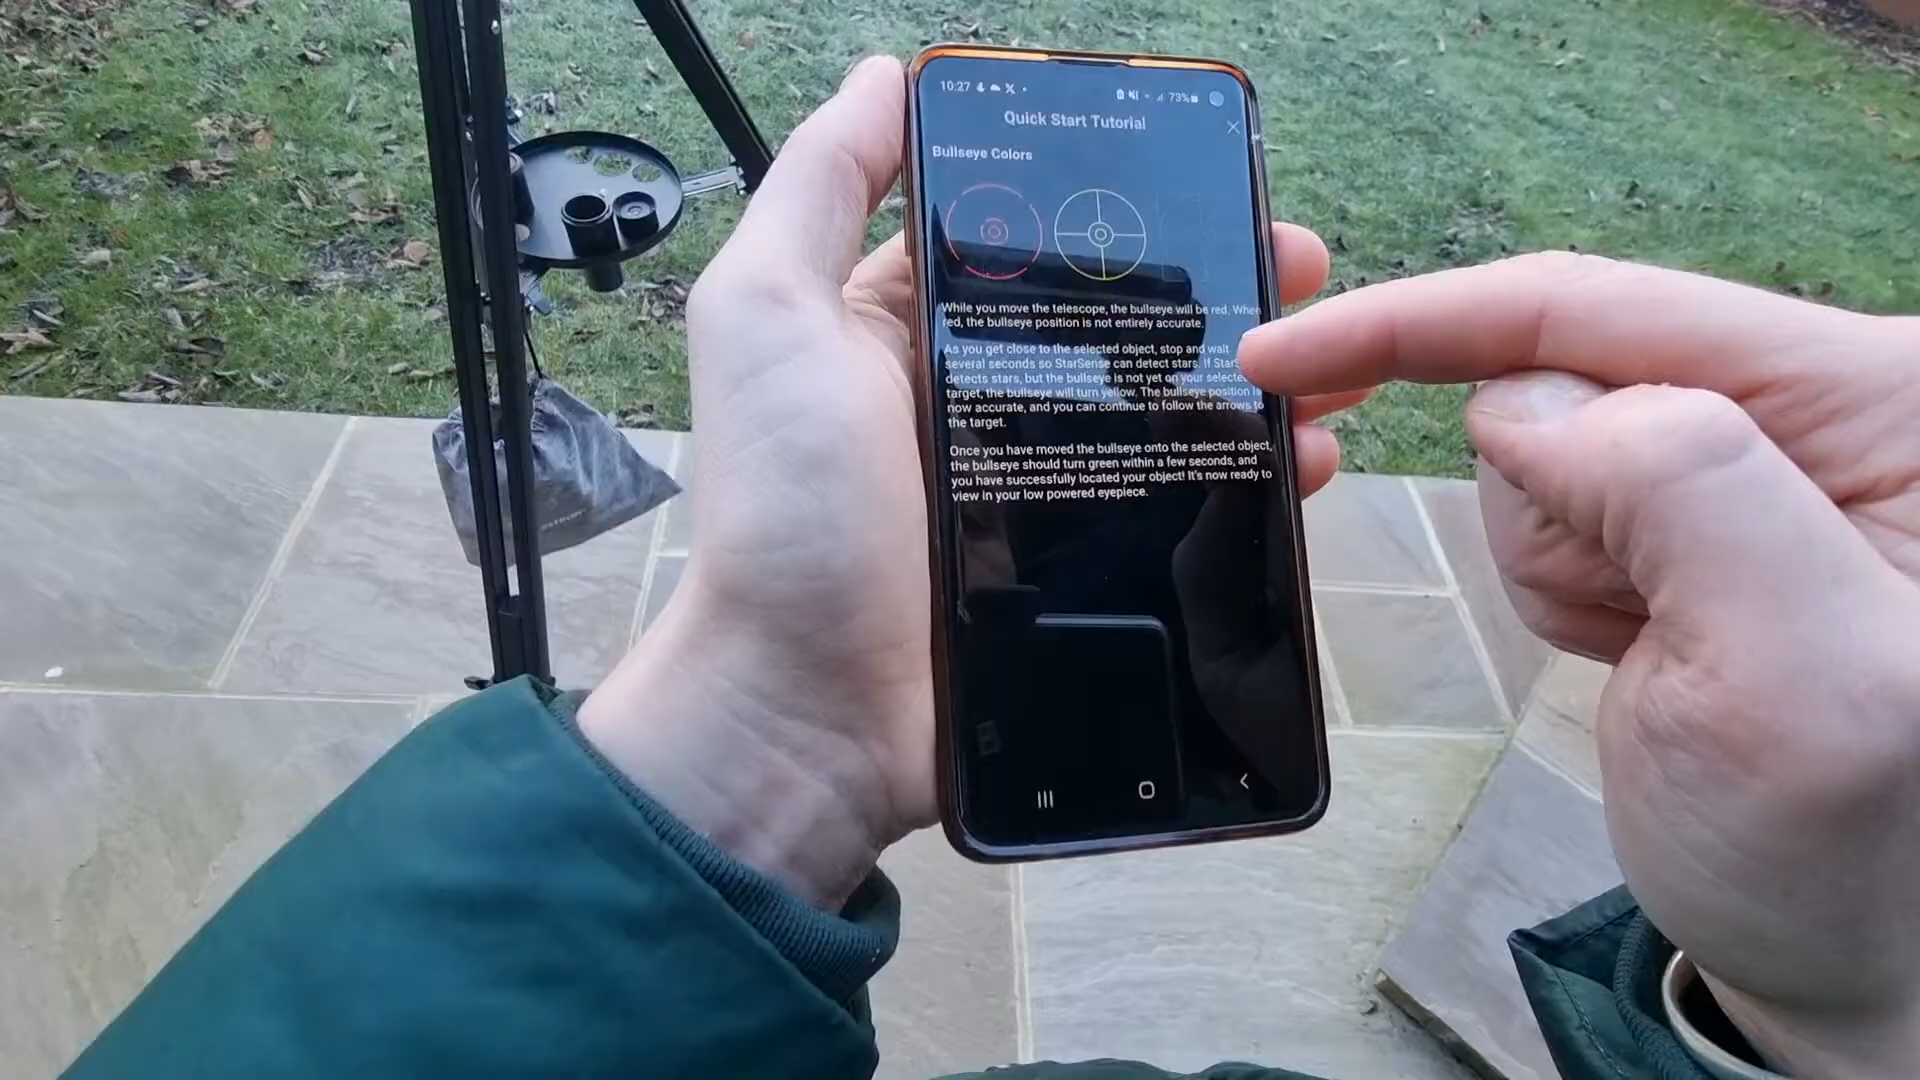 10:27
73%
Quick Start Tutorial
Bullseye Colors
While you move the telescope, the bullseye will be red. When
red, the bullseye position is not entirely accurate.
As you get close to the selected object, stop and wait
several seconds so StarSense can detect stars. If StarS
detects stars, but the bullseye is not yet on your selecte
target, the bullseye will turn yellow. The bullseye position is
now accurate, and you can continue to follow the arrows to
the target.
Once you have moved the bullseye onto the selected object,
the bullseye should turn green within a few seconds, and
you have successfully located your object! It's now ready to
view in your low powered eyepiece.